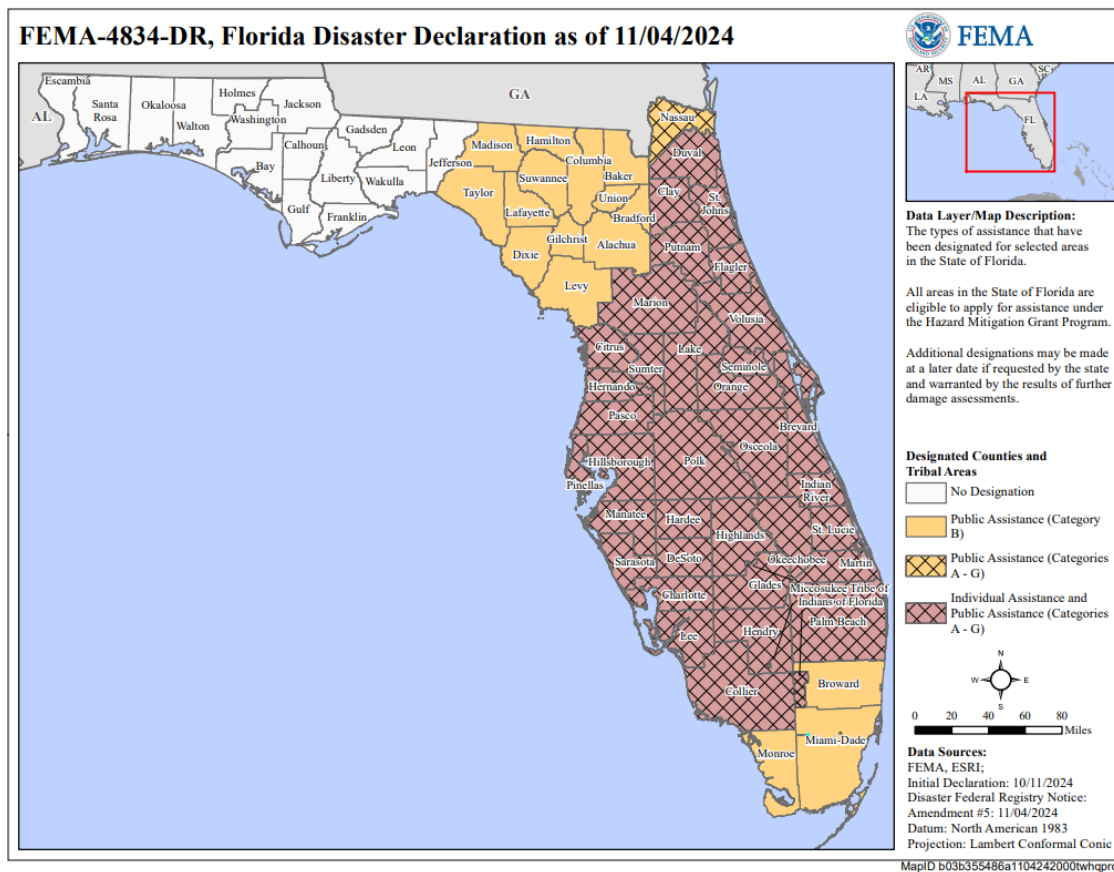 FEMA-4834-DR, Florida Disaster Declaration as of 11/04/2024
FEMA
AL
GA
Escambia
Santa
Rosa
Okaloosa
Walton
Holmes
Washington
Jackson
Bay
Calhoun
Gulf
Liberty
Gadsden
Leon
Wakulla
Franklin
Jefferson
Madison
Hamilton
Taylor
Suwannee
Columbia
Baker
Lafayette
Union
Bradford
Gilchrist
Alachua
Dixie
Levy
Nassau
Duval
Clay
St.
Johns
Putnam
Flagler
Marion
Volusia
Citrus
Lake
Sumter
Seminole
Hernando
Orange
Pasco
Brevard
Osceola
Hillsborough
Polk
Pinellas
Indian
River
Manatee
Hardee
Highlands
St. Lucie
Sarasota
DeSoto
Okeechobee
Martin
Glades
Charlotte
Miccosukee Tribe of
Indians of Florida
Palm Beach
Lee
Hendry
Collier
Broward
Miami-Dade
Monroe
AR
MS
AL
GA
SC
LA
FL
Data Layer/Map Description:
The types of assistance that have
been designated for selected areas
in the State of Florida.
All areas in the State of Florida are
eligible to apply for assistance under
the Hazard Mitigation Grant Program.
Additional designations may be made
at a later date if requested by the state
and warranted by the results of further
damage assessments.
Designated Counties and
Tribal Areas
No Designation
Public Assistance (Category
B)
Public Assistance (Categories
A - G)
Individual Assistance and
Public Assistance (Categories
A - G)
N
W
E
S
0 20 40 60 80
Miles
Data Sources:
FEMA, ESRI;
Initial Declaration: 10/11/2024
Disaster Federal Registry Notice:
Amendment #5: 11/04/2024
Datum: North American 1983
Projection: Lambert Conformal Conic
MapID b03b355486a1104242000twhqprd